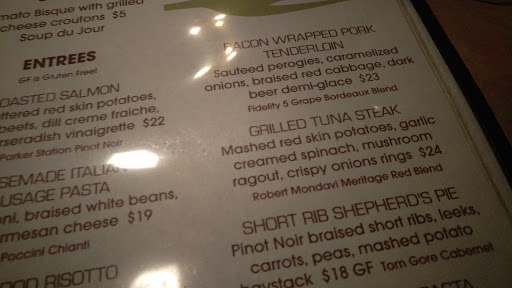 mato Bisque with grilled
cheese croutons $5
Soup du Jour
ENTREES
GF is Gluten Free!
OASTED SALMON
ttered red skin potatoes,
beets, dill creme fraiche,
rseradish vinaigrette $22
Parker Station Pinot Noir
SEMADE ITALIAN
USAGE PASTA
ni, braised white beans,
rmesan cheese $19
Poccini Chianti
OOD RISOTTO
BACON WRAPPED PORK
TENDERLOIN
Sauteed perogies, caramelized
onions, braised red cabbage, dark
beer demi-glace $23
Fidelity 5 Grape Bordeaux Blend
GRILLED TUNA STEAK
Mashed red skin potatoes, garlic
creamed spinach, mushroom
ragout, crispy onions rings $24
Robert Mondavi Meritage Red Blend
SHORT RIB SHEPHERD'S PIE
Pinot Noir braised short ribs, leeks,
carrots, peas, mashed potato
haystack $18 GF Tom Gore Cabernet